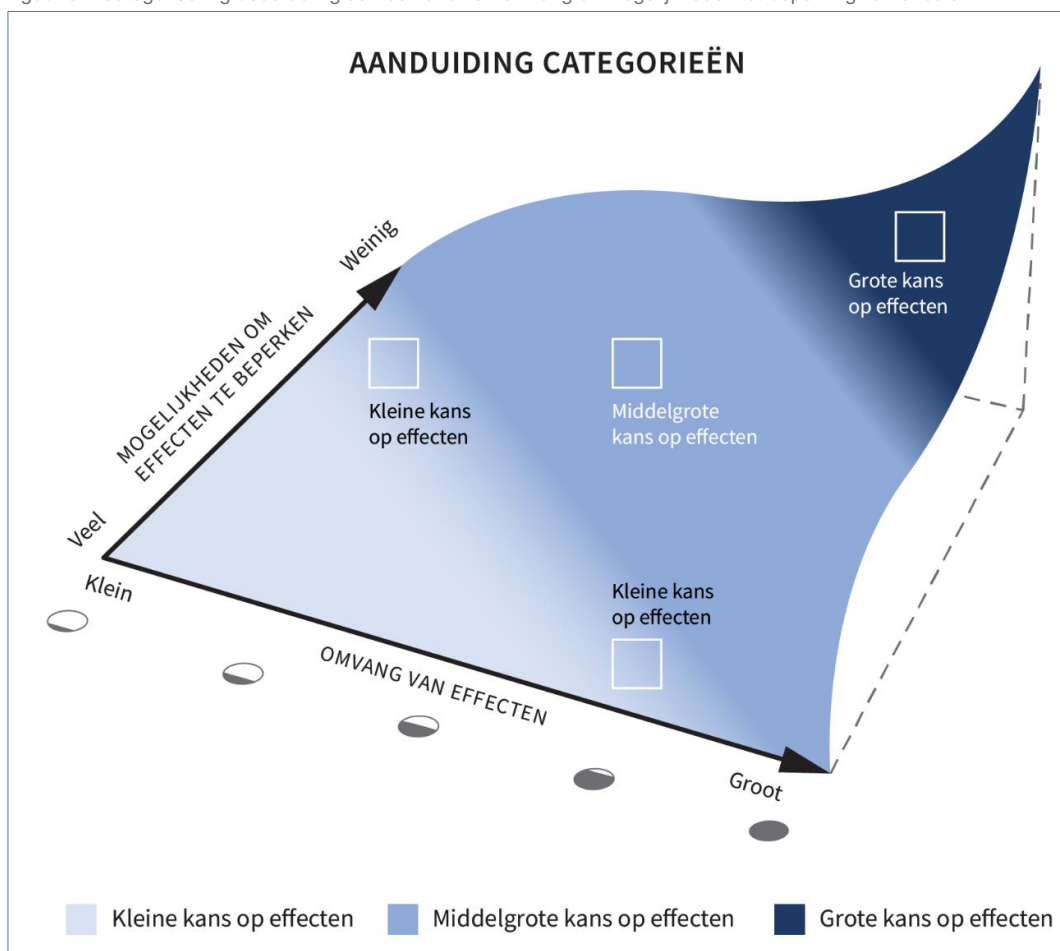 AANDUIDING CATEGORIEËN
Weinig
MOGELIJKHEDEN OM
EFFECTEN TE BEPERKEN
Veel
Grote kans
op effecten
Kleine kans
op effecten
Middelgrote
kans op effecten
Kleine kans
op effecten
Klein
OMVANG VAN EFFECTEN
Groot
Kleine kans op effecten
Middelgrote kans op effecten
Grote kans op effecten